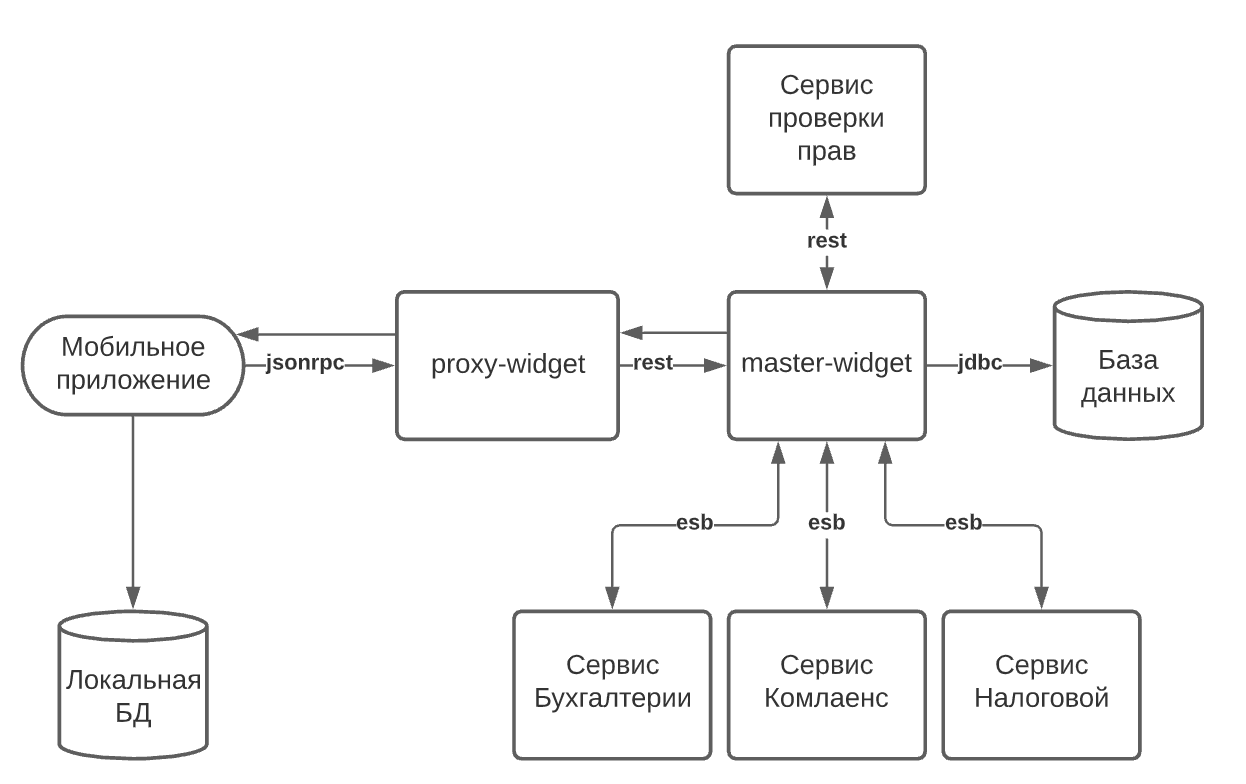 Сервис
проверки
прав
rest
Мобильное
приложение
jsonrpc
proxy-widget
rest
master-widget
jdbc
База
данных
esb
esb
esb
Локальная
БД
Сервис
Бухгалтерии
Сервис
Комлаенс
Сервис
Налоговой